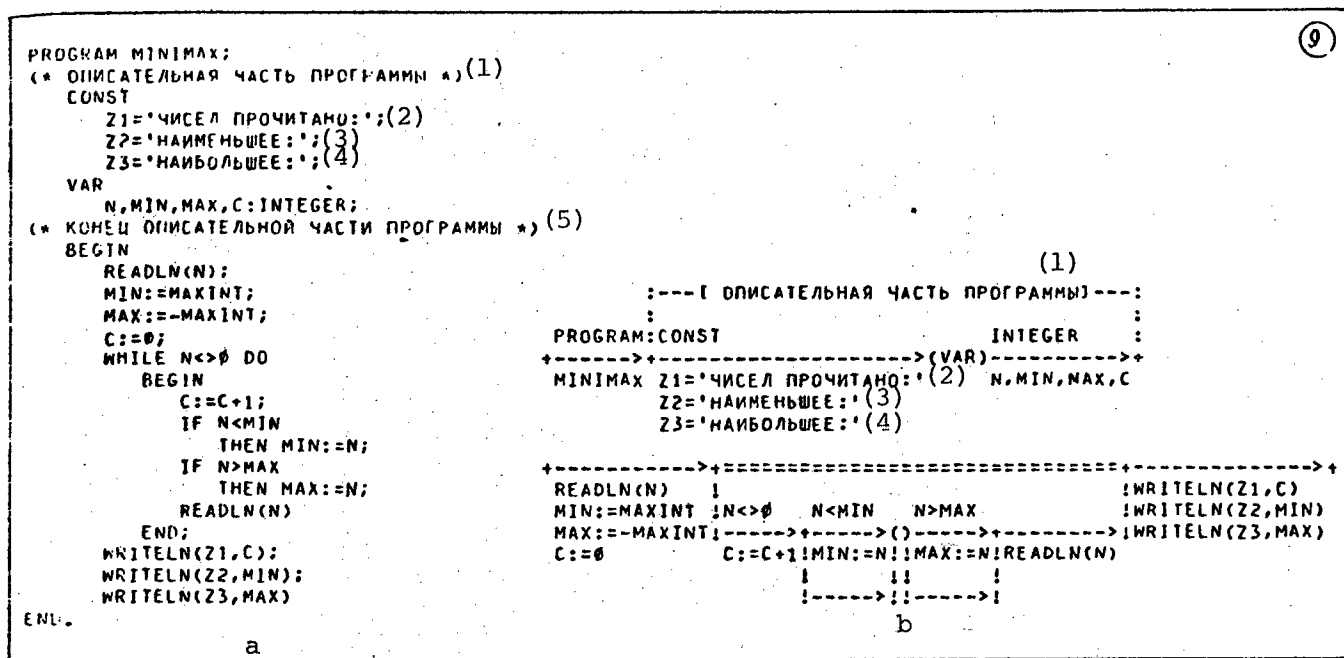 9
PROGRAM MINIMAX;
(* ОПИСАТЕЛЬНАЯ ЧАСТЬ ПРОГРАММЫ *)(1)
CONST
Z1='ЧИСЕЛ ПРОЧИТАНО:';(2)
Z2='НАИМЕНЬШЕЕ:';(3)
Z3='НАИБОЛЬШЕЕ:';(4)
VAR
N,MIN,MAX,C:INTEGER;
(* КОНЕЦ ОПИСАТЕЛЬНОЙ ЧАСТИ ПРОГРАММЫ *)(5)
BEGIN
READLN(N);
MIN:=MAXINT;
MAX:=-MAXINT;
C:=0;
WHILE N<>0 DO
BEGIN
C:=C+1;
IF N<MIN
THEN MIN:=N;
IF N>MAX
THEN MAX:=N;
READLN(N)
END;
WRITELN(Z1,C);
WRITELN(Z2,MIN);
WRITELN(Z3,MAX)
END.
a
(1)
:---[ ОПИСАТЕЛЬНАЯ ЧАСТЬ ПРОГРАММЫ]---:
: :
PROGRAM:CONST INTEGER :
+------>+-------------------->(VAR)----------->+
MINIMAX Z1='ЧИСЕЛ ПРОЧИТАНО:'(2) N,MIN,MAX,C
Z2='НАИМЕНЬШЕЕ:'(3)
Z3='НАИБОЛЬШЕЕ:'(4)
+----------->+===============================+--------------->+
READLN(N) ! !WRITELN(Z1,C)
MIN:=MAXINT !N<>0 N<MIN N>MAX !WRITELN(Z2,MIN)
MAX:=-MAXINT!------>+------>()------>+--------->!WRITELN(Z3,MAX)
C:=0 C:=C+1!MIN:=N!!MAX:=N!READLN(N)
! !! !
!------>!!------>!
b